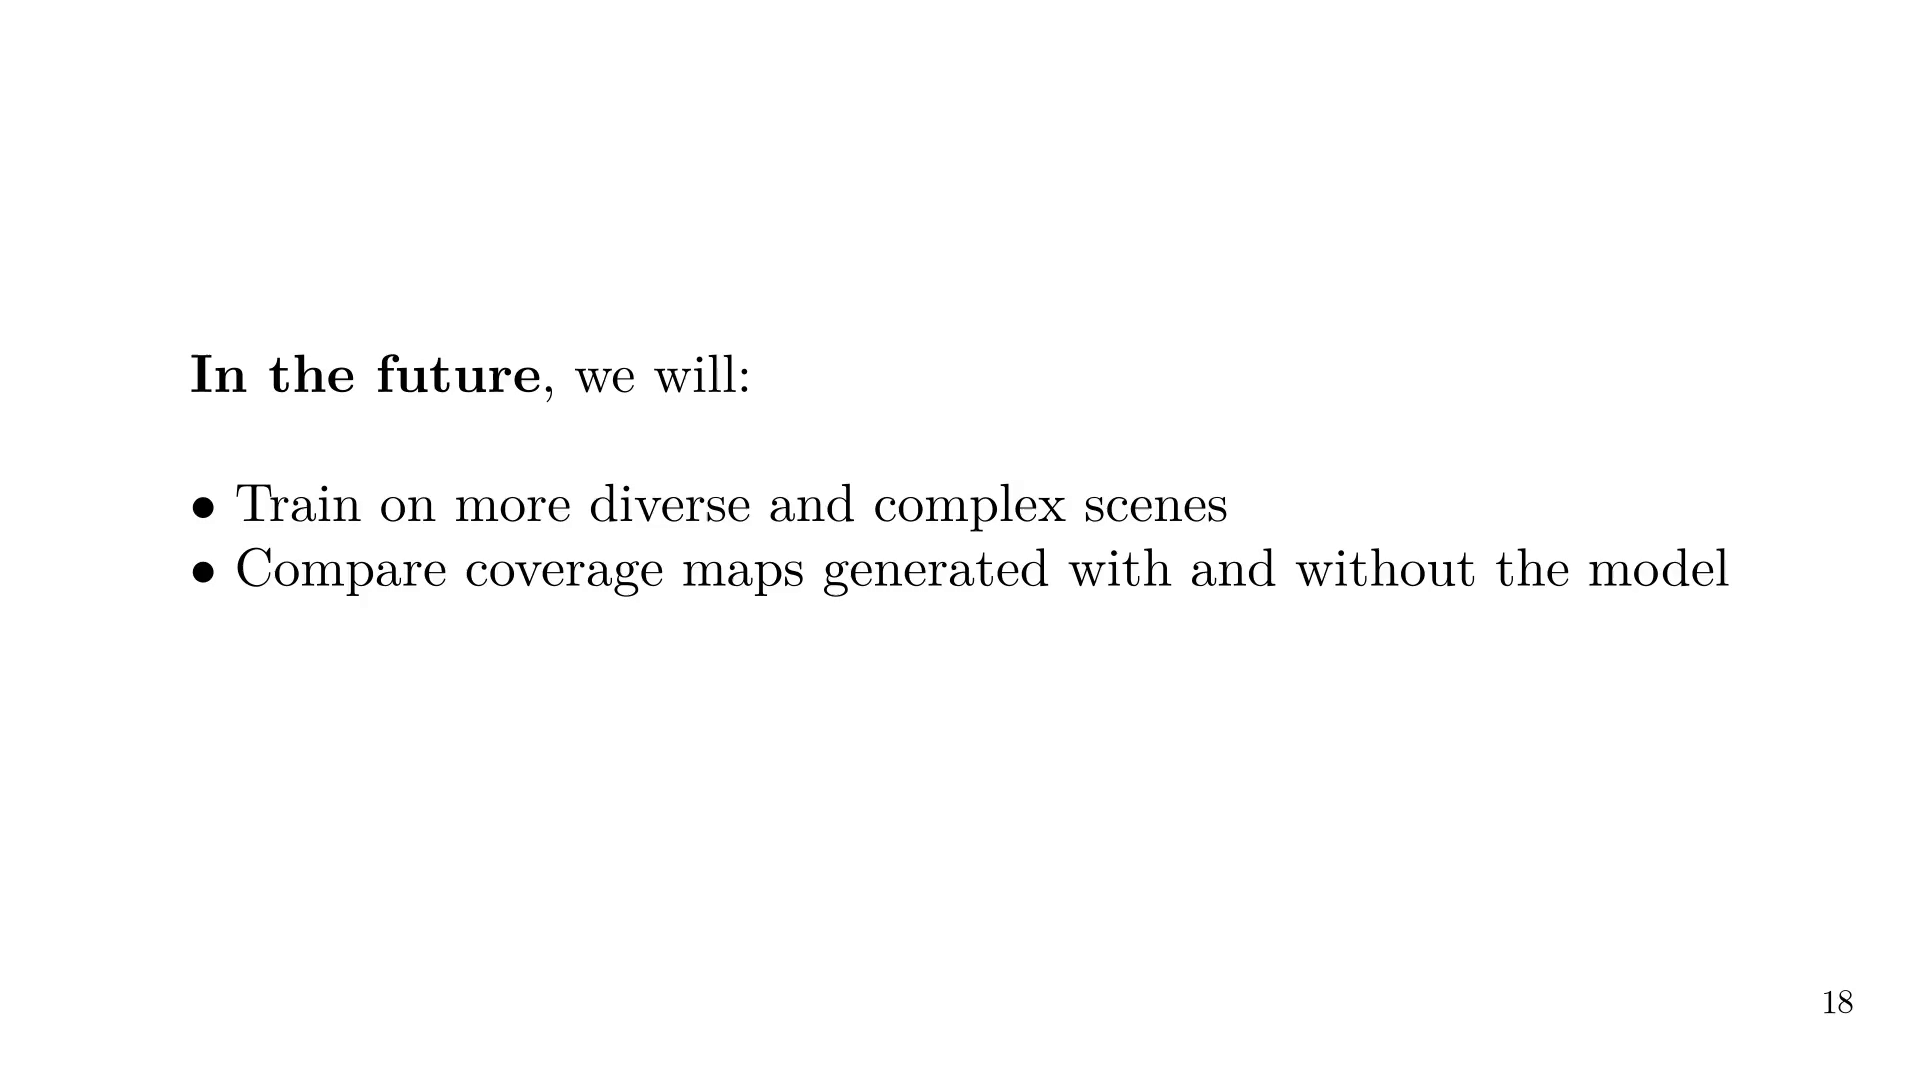 In the future, we will:
• Train on more diverse and complex scenes
• Compare coverage maps generated with and without the model
18